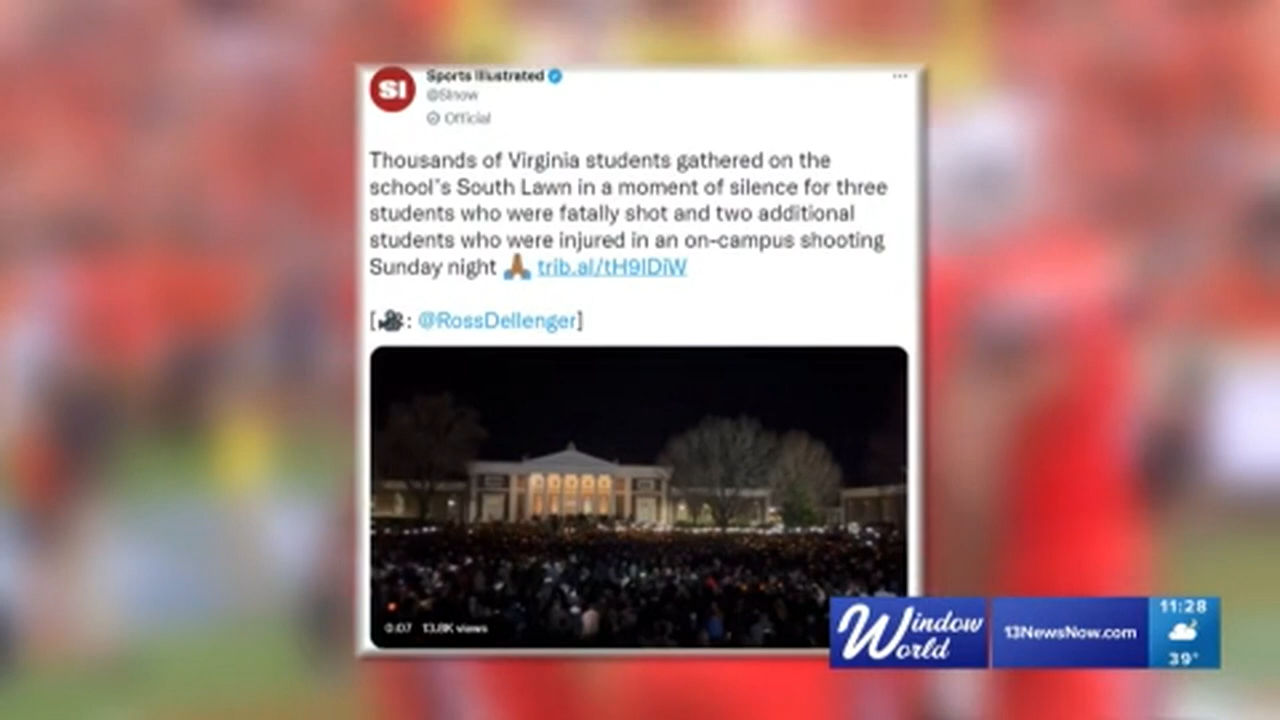 SI
Sports Illustrated
@SInow
Official
Thousands of Virginia students gathered on the
school's South Lawn in a moment of silence for three
students who were fatally shot and two additional
students who were injured in an on-campus shooting
Sunday night 🙏🏾 trib.al/tH9IDiW
[🎥: @RossDellenger]
0:07 13.8K views
Window
World
13NewsNow.com
11:28
39°